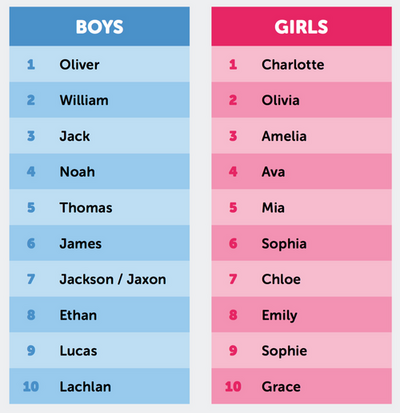 BOYS
1 Oliver
2 William
3 Jack
4 Noah
5 Thomas
6 James
7 Jackson / Jaxon
8 Ethan
9 Lucas
10 Lachlan
GIRLS
1 Charlotte
2 Olivia
3 Amelia
4 Ava
5 Mia
6 Sophia
7 Chloe
8 Emily
9 Sophie
10 Grace